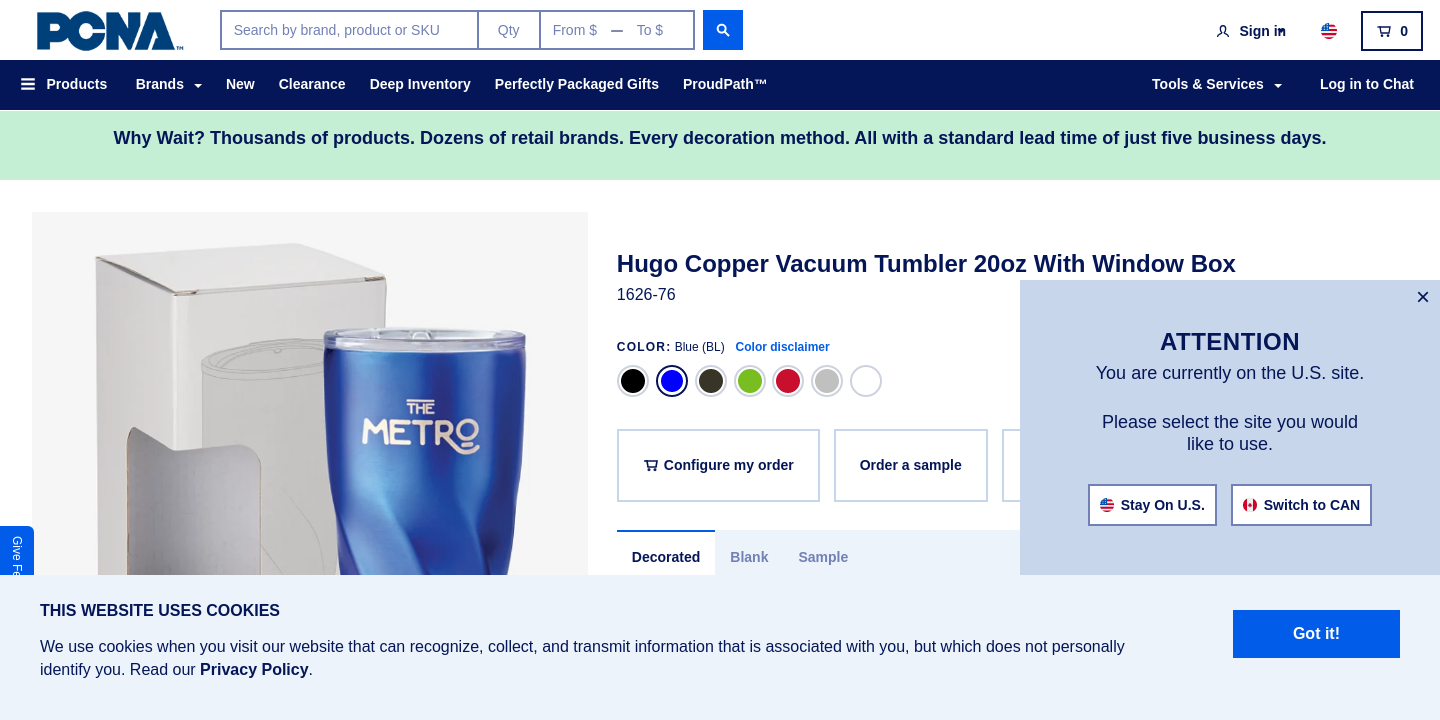 PCNA™
Search by brand, product or SKU
Qty
From $ — To $
Sign in
0
Products
Brands
New
Clearance
Deep Inventory
Perfectly Packaged Gifts
ProudPath™
Tools & Services
Log in to Chat
Why Wait? Thousands of products. Dozens of retail brands. Every decoration method. All with a standard lead time of just five business days.
THE
METRO
Hugo Copper Vacuum Tumbler 20oz With Window Box
1626-76
COLOR: Blue (BL) Color disclaimer
Configure my order
Order a sample
Decorated
Blank
Sample
×
ATTENTION
You are currently on the U.S. site.
Please select the site you would
like to use.
Stay On U.S.
Switch to CAN
Give
THIS WEBSITE USES COOKIES
We use cookies when you visit our website that can recognize, collect, and transmit information that is associated with you, but which does not personally
identify you. Read our Privacy Policy.
Got it!